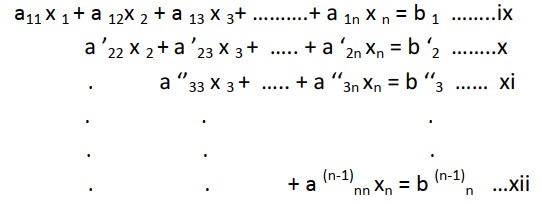 a₁₁ x ₁ + a ₁₂x ₂ + a ₁₃ x ₃+ ..........+ a ₁ₙ x ₙ = b ₁ ........ix
a ′₂₂ x ₂ + a ′₂₃ x ₃ + ..... + a ‘₂ₙ xₙ = b ‘₂ ........x
. a ″₃₃ x ₃ + ..... + a “₃ₙ xₙ = b “₃ ...... xi
. . .
. . .
. . + a ⁽ⁿ⁻¹⁾ₙₙ xₙ = b ⁽ⁿ⁻¹⁾ₙ ...xii